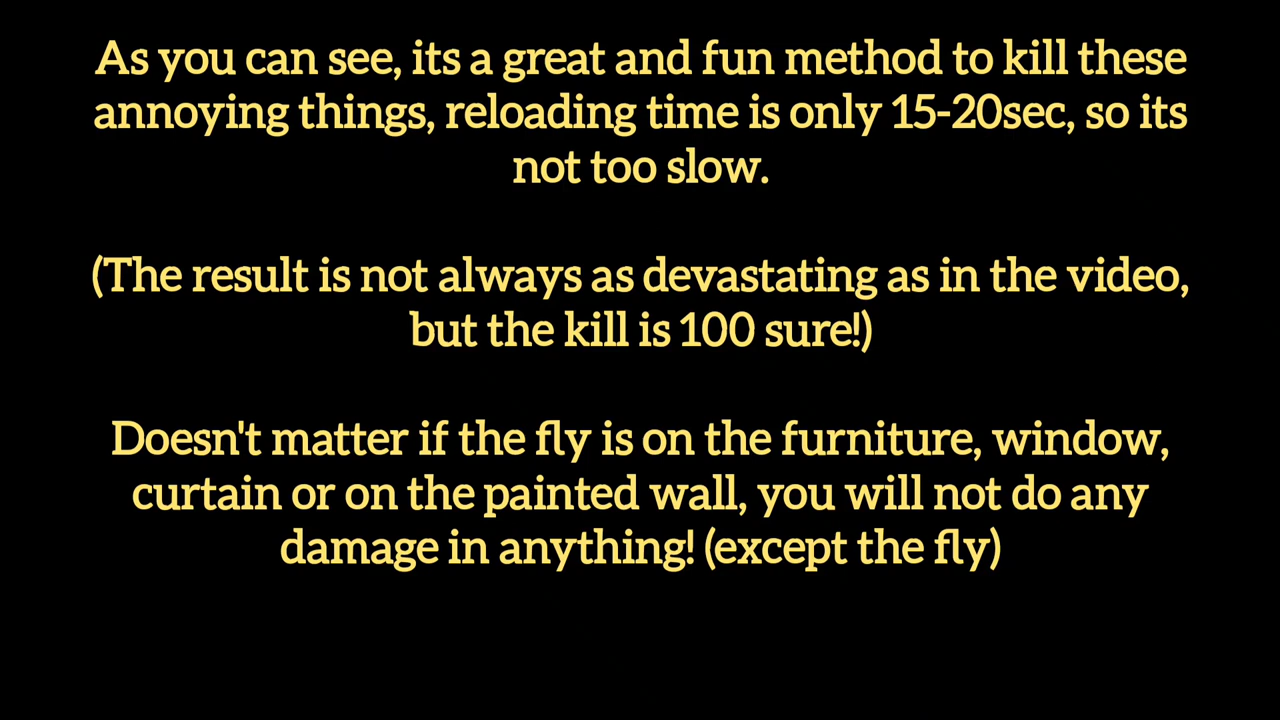 As you can see, its a great and fun method to kill these
annoying things, reloading time is only 15-20sec, so its
not too slow.
(The result is not always as devastating as in the video,
but the kill is 100 sure!)
Doesn't matter if the fly is on the furniture, window,
curtain or on the painted wall, you will not do any
damage in anything! (except the fly)